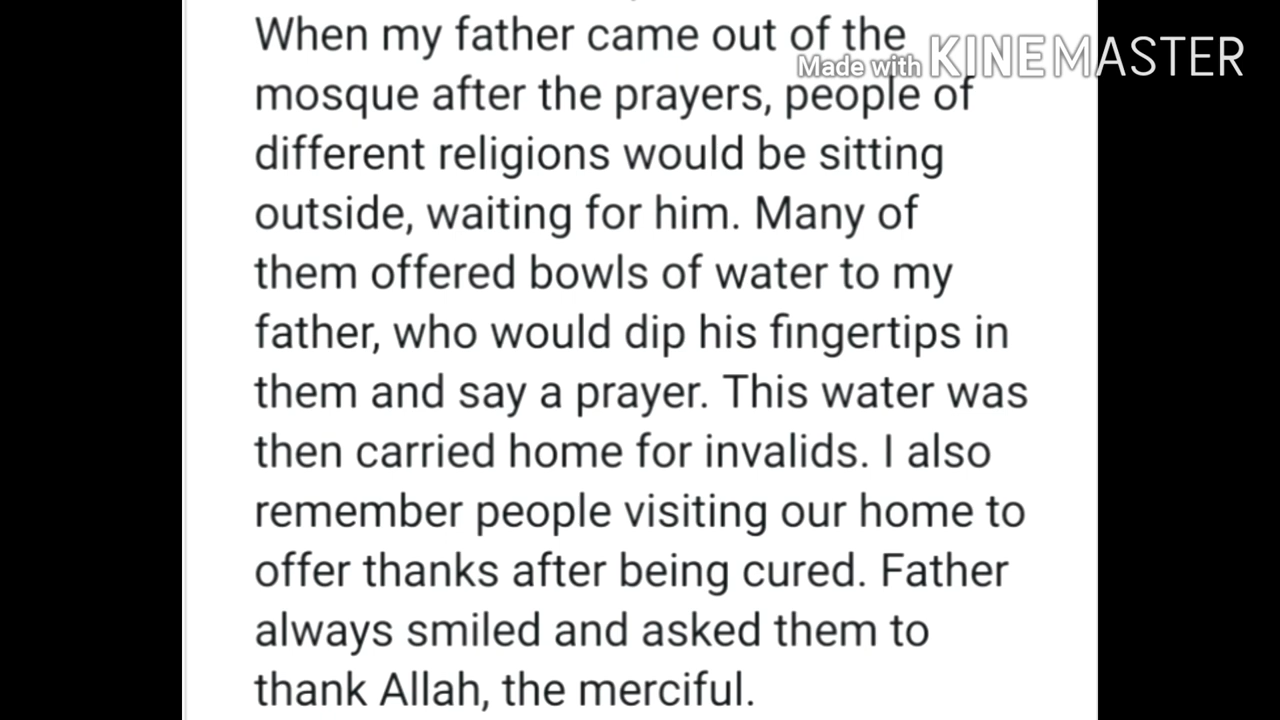 When my father came out of the
Made with KINEMASTER
mosque after the prayers, people of
different religions would be sitting
outside, waiting for him. Many of
them offered bowls of water to my
father, who would dip his fingertips in
them and say a prayer. This water was
then carried home for invalids. I also
remember people visiting our home to
offer thanks after being cured. Father
always smiled and asked them to
thank Allah, the merciful.